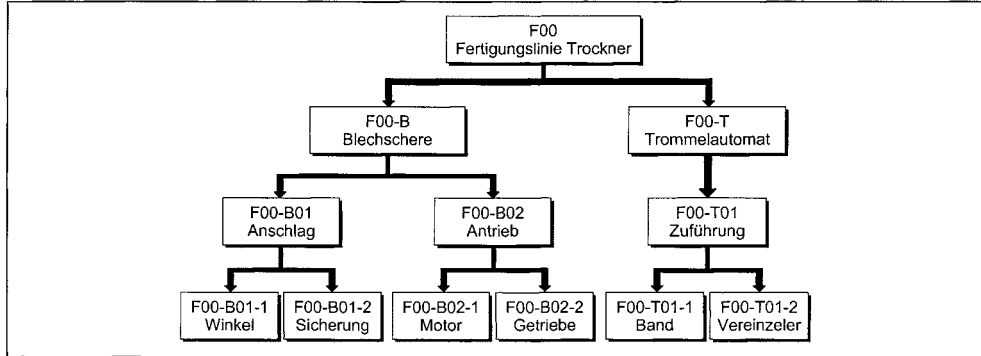 F00
Fertigungslinie Trockner
F00-B
Blechschere
F00-T
Trommelautomat
F00-B01
Anschlag
F00-B02
Antrieb
F00-T01
Zuführung
F00-B01-1
Winkel
F00-B01-2
Sicherung
F00-B02-1
Motor
F00-B02-2
Getriebe
F00-T01-1
Band
F00-T01-2
Vereinzeler